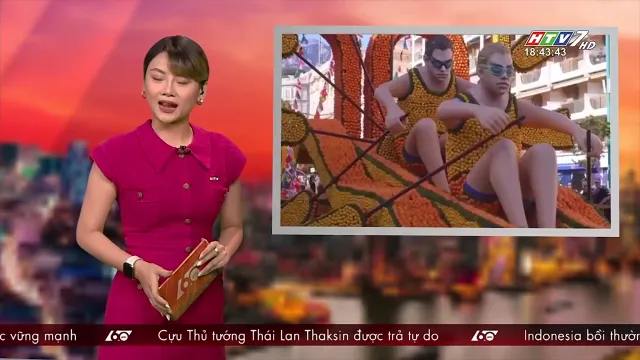 HTV7 HD
18:43:43
c vững mạnh 60 Cựu Thủ tướng Thái Lan Thaksin được trả tự do 60 Indonesia bồi thườ